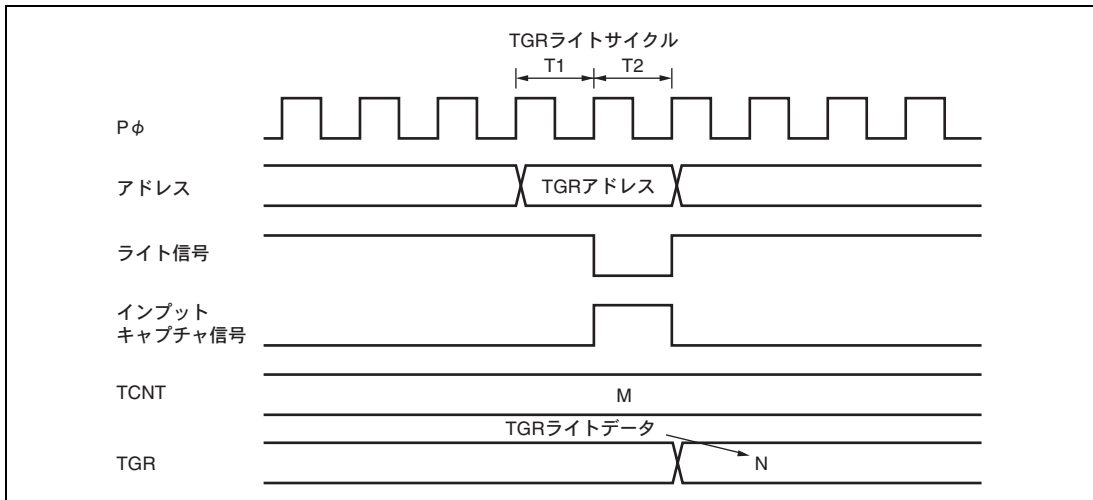 TGRライトサイクル
T1
T2
Pφ
アドレス
TGRアドレス
ライト信号
インプット
キャプチャ信号
TCNT
M
TGRライトデータ
TGR
N